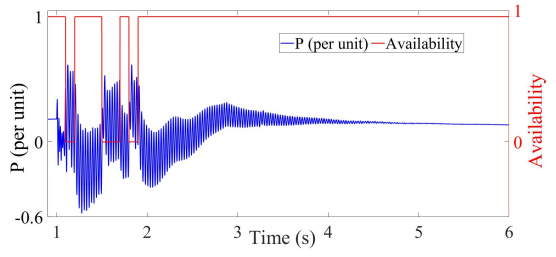 1
1
P (per unit)
Availability
P (per unit)
Availability
0
0
-0.6
1
2
3
4
5
6
Time (s)